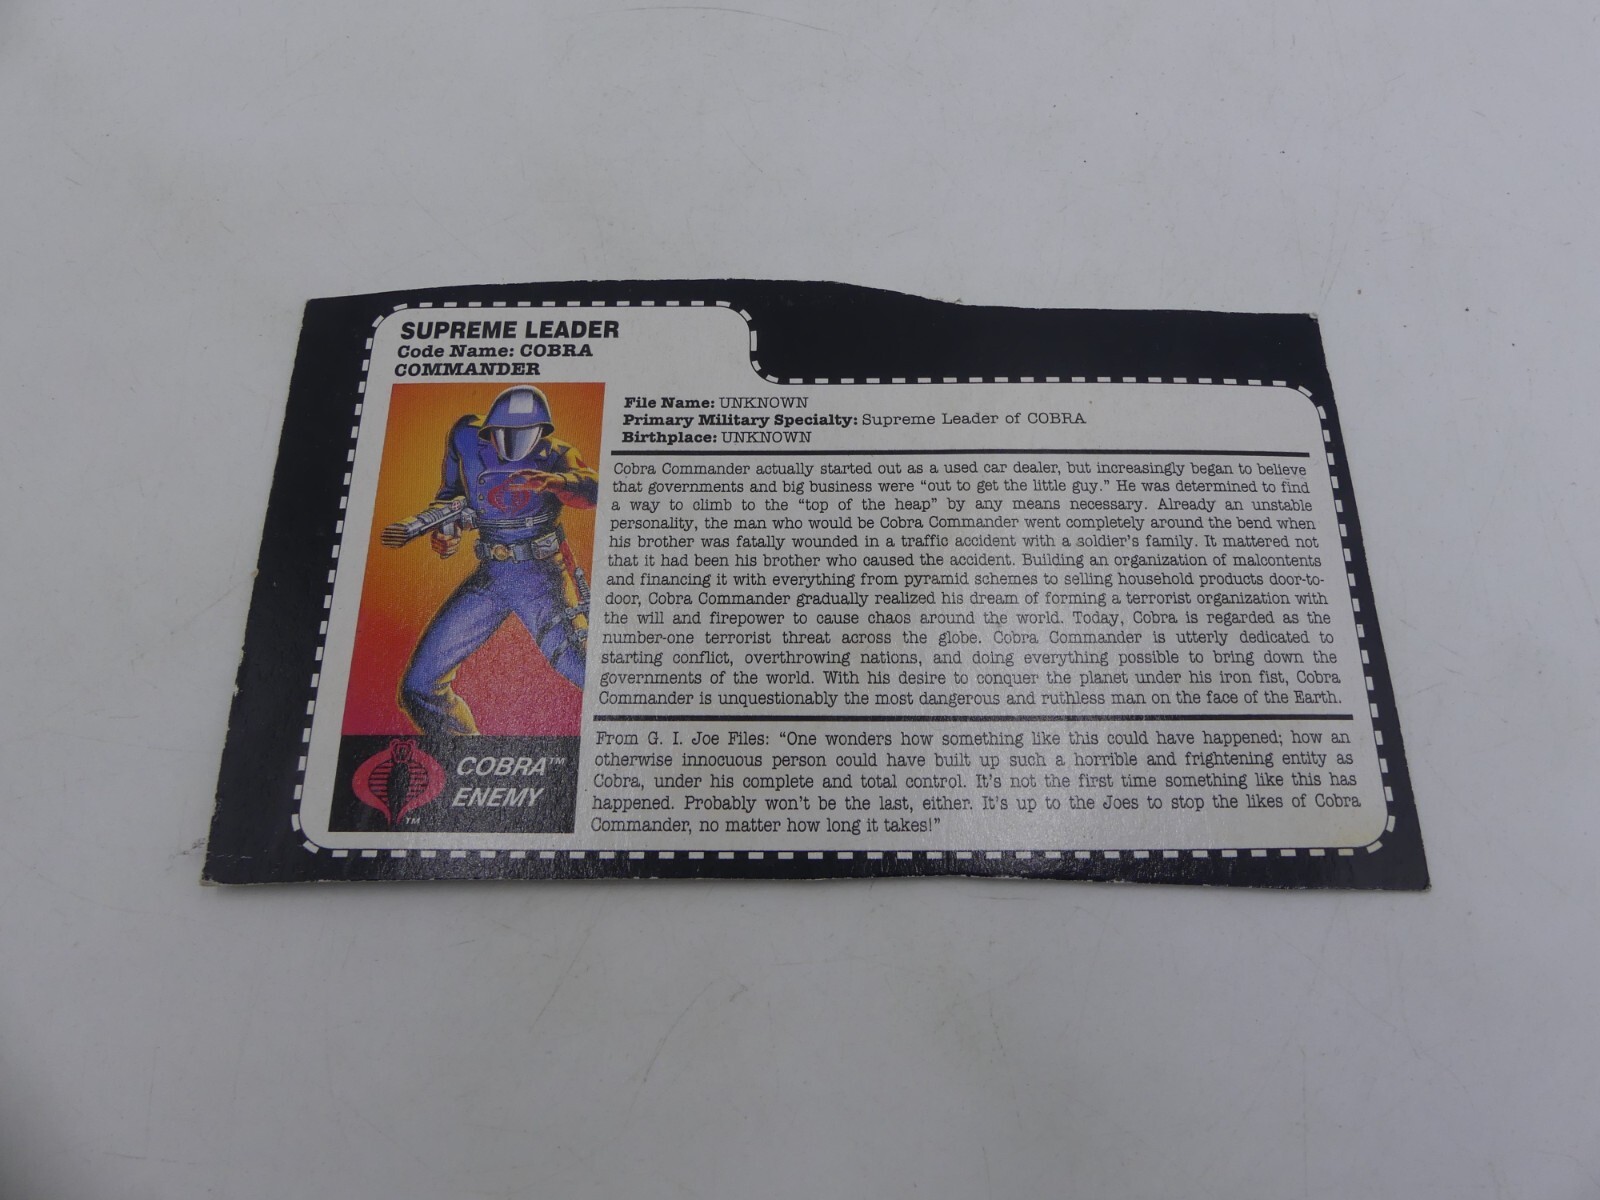 SUPREME LEADER
Code Name: COBRA
COMMANDER
File Name: UNKNOWN
Primary Military Specialty: Supreme Leader of COBRA
Birthplace: UNKNOWN
Cobra Commander actually started out as a used car dealer, but increasingly began to believe
that governments and big business were “out to get the little guy.” He was determined to find
a way to climb to the “top of the heap” by any means necessary. Already an unstable
personality, the man who would be Cobra Commander went completely around the bend when
his brother was fatally wounded in a traffic accident with a soldier's family. It mattered not
that it had been his brother who caused the accident. Building an organization of malcontents
and financing it with everything from pyramid schemes to selling household products door-to-
door, Cobra Commander gradually realized his dream of forming a terrorist organization with
the will and firepower to cause chaos around the world. Today, Cobra is regarded as the
number-one terrorist threat across the globe. Cobra Commander is utterly dedicated to
starting conflict, overthrowing nations, and doing everything possible to bring down the
governments of the world. With his desire to conquer the planet under his iron fist, Cobra
Commander is unquestionably the most dangerous and ruthless man on the face of the Earth.
From G. I. Joe Files: “One wonders how something like this could have happened; how an
otherwise innocuous person could have built up such a horrible and frightening entity as
Cobra, under his complete and total control. It's not the first time something like this has
happened. Probably won't be the last, either. It's up to the Joes to stop the likes of Cobra
Commander, no matter how long it takes!”
COBRA™
ENEMY
TM